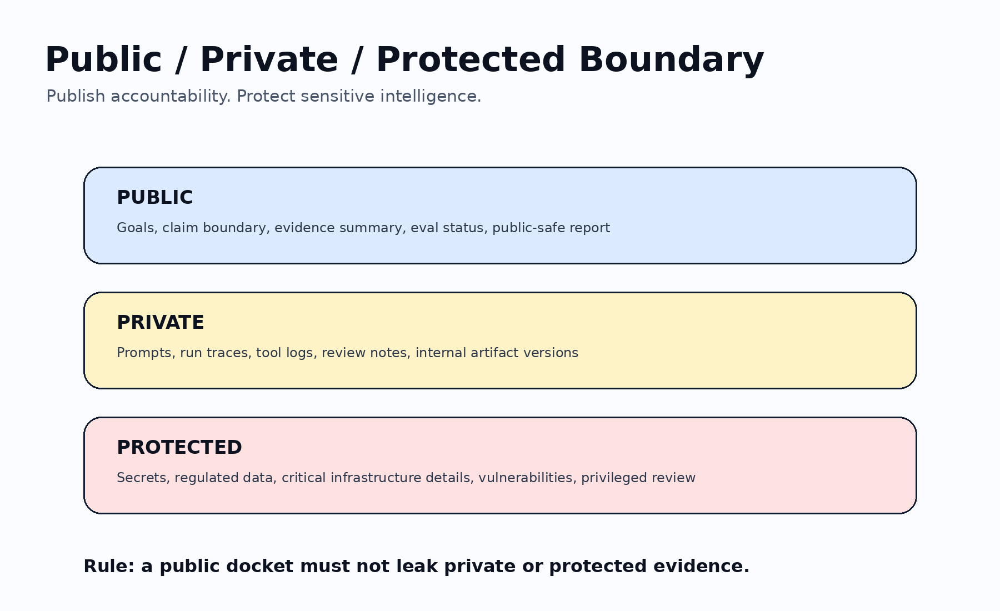 Public / Private / Protected Boundary
Publish accountability. Protect sensitive intelligence.
PUBLIC
Goals, claim boundary, evidence summary, eval status, public-safe report
PRIVATE
Prompts, run traces, tool logs, review notes, internal artifact versions
PROTECTED
Secrets, regulated data, critical infrastructure details, vulnerabilities, privileged review
Rule: a public docket must not leak private or protected evidence.